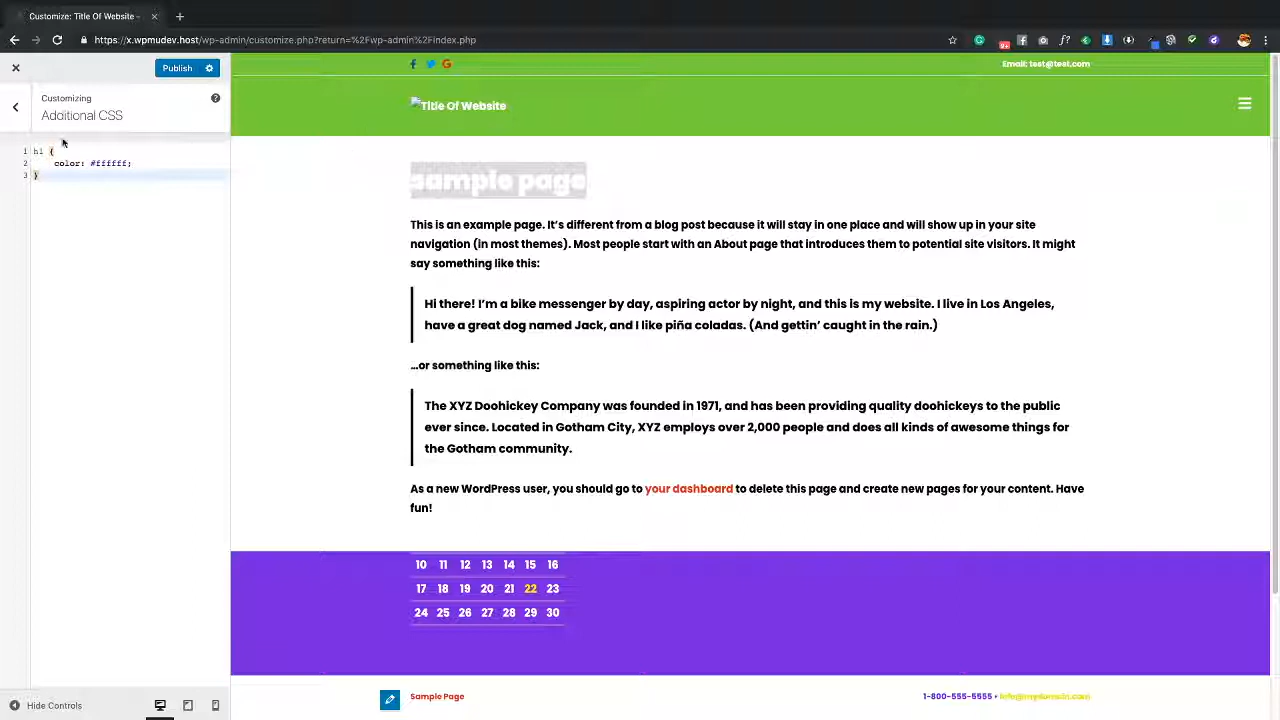 Customize: Title Of Website -
https://x.wpmudev.host/wp-admin/customize.php?return=%2Fwp-admin%2Findex.php
Publish
Customizing
Additional CSS
1 h1 {
2 color: #ffffff;
3 }
Hide Controls
Email: test@test.com
Title Of Website
sample page
This is an example page. It's different from a blog post because it will stay in one place and will show up in your site
navigation (in most themes). Most people start with an About page that introduces them to potential site visitors. It might
say something like this:
Hi there! I'm a bike messenger by day, aspiring actor by night, and this is my website. I live in Los Angeles,
have a great dog named Jack, and I like piña coladas. (And gettin' caught in the rain.)
...or something like this:
The XYZ Doohickey Company was founded in 1971, and has been providing quality doohickeys to the public
ever since. Located in Gotham City, XYZ employs over 2,000 people and does all kinds of awesome things for
the Gotham community.
As a new WordPress user, you should go to your dashboard to delete this page and create new pages for your content. Have
fun!
10 11 12 13 14 15 16
17 18 19 20 21 22 23
24 25 26 27 28 29 30
Sample Page
1-800-555-5555 • info@mydomain.com